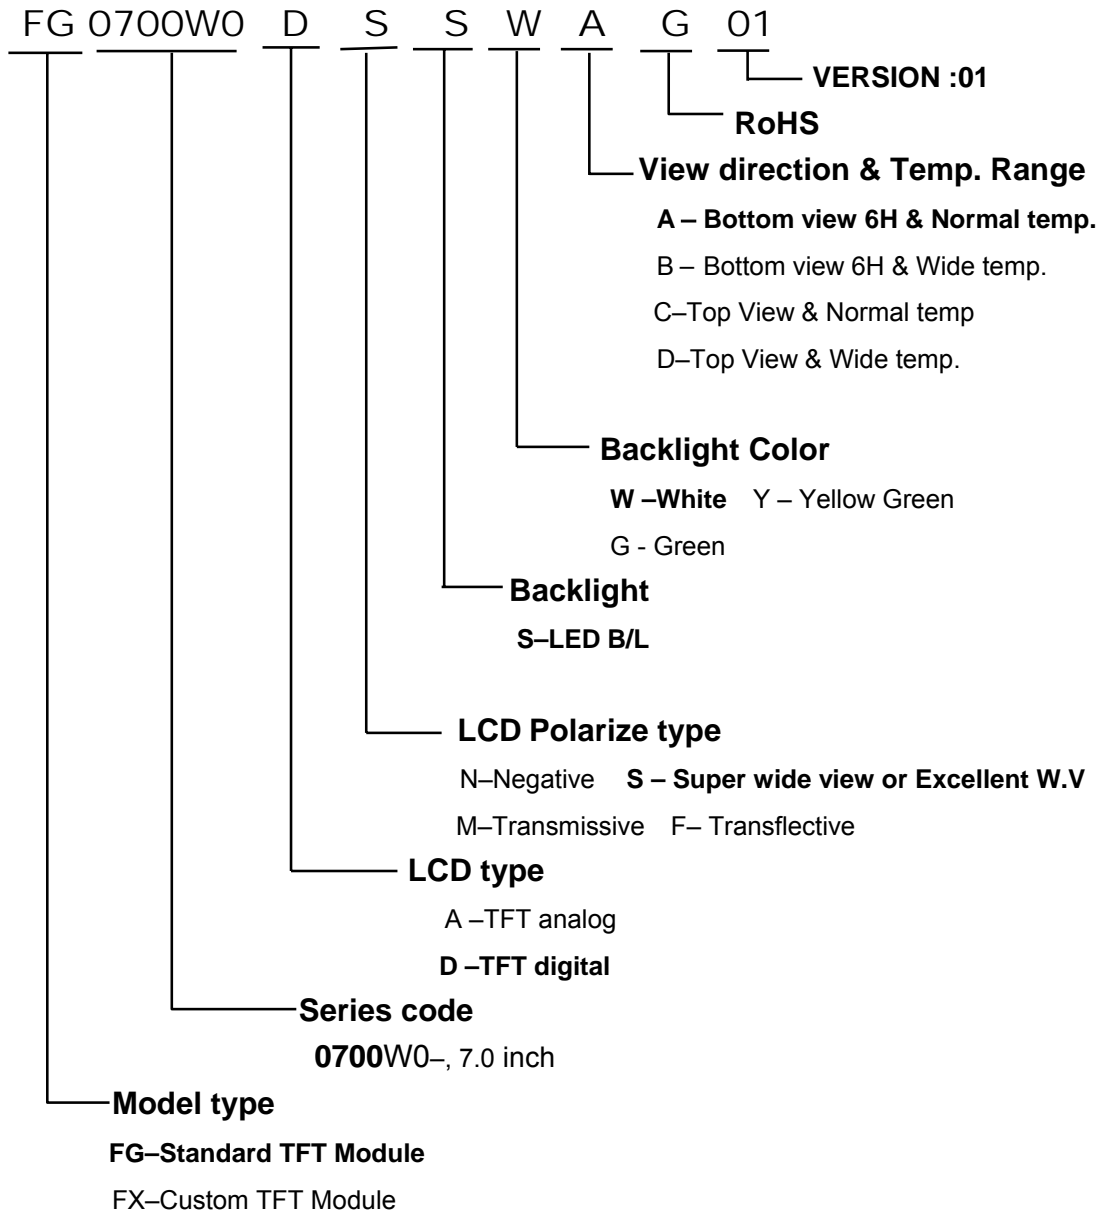 FG 0700W0 D S S W A G 01
VERSION :01
RoHS
View direction & Temp. Range
A – Bottom view 6H & Normal temp.
B – Bottom view 6H & Wide temp.
C–Top View & Normal temp
D–Top View & Wide temp.
Backlight Color
W –White Y – Yellow Green
G - Green
Backlight
S–LED B/L
LCD Polarize type
N–Negative S – Super wide view or Excellent W.V
M–Transmissive F– Transflective
LCD type
A –TFT analog
D –TFT digital
Series code
0700W0–, 7.0 inch
Model type
FG–Standard TFT Module
FX–Custom TFT Module